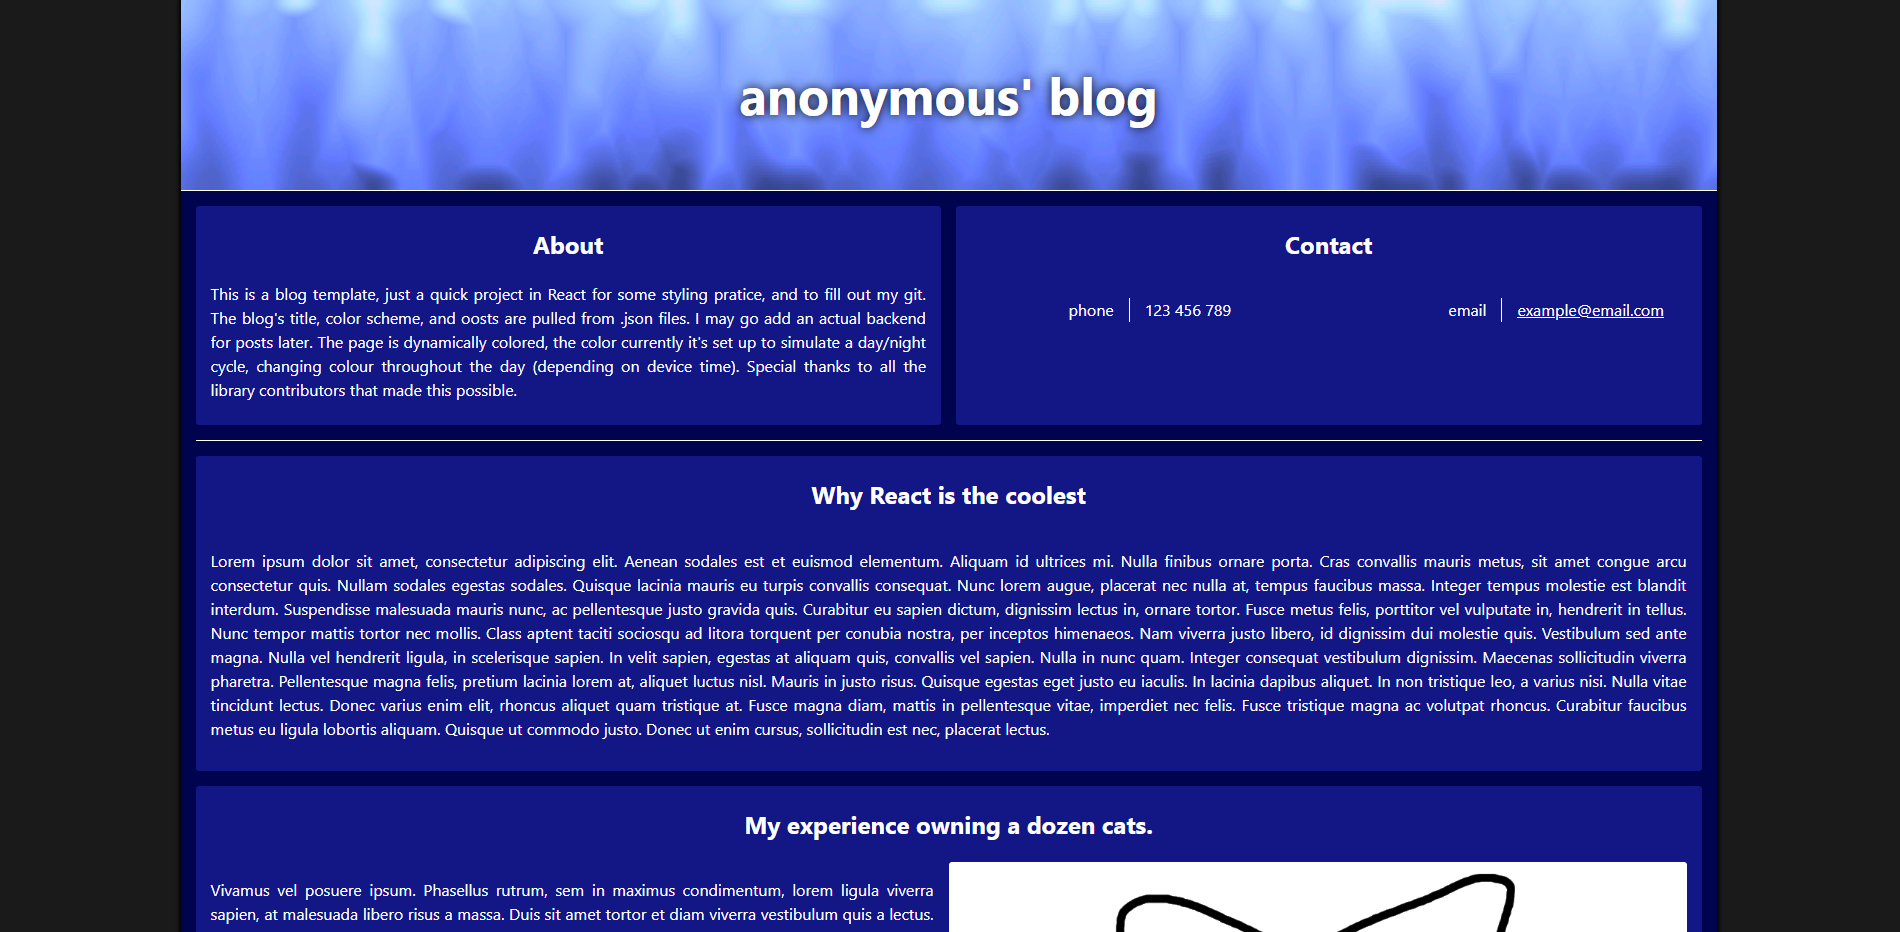 anonymous' blog
About
This is a blog template, just a quick project in React for some styling pratice, and to fill out my git.
The blog's title, color scheme, and oosts are pulled from .json files. I may go add an actual backend
for posts later. The page is dynamically colored, the color currently it's set up to simulate a day/night
cycle, changing colour throughout the day (depending on device time). Special thanks to all the
library contributors that made this possible.
Contact
phone 123 456 789 email example@email.com
Why React is the coolest
Lorem ipsum dolor sit amet, consectetur adipiscing elit. Aenean sodales est et euismod elementum. Aliquam id ultrices mi. Nulla finibus ornare porta. Cras convallis mauris metus, sit amet congue arcu
consectetur quis. Nullam sodales egestas sodales. Quisque lacinia mauris eu turpis convallis consequat. Nunc lorem augue, placerat nec nulla at, tempus faucibus massa. Integer tempus molestie est blandit
interdum. Suspendisse malesuada mauris nunc, ac pellentesque justo gravida quis. Curabitur eu sapien dictum, dignissim lectus in, ornare tortor. Fusce metus felis, porttitor vel vulputate in, hendrerit in tellus.
Nunc tempor mattis tortor nec mollis. Class aptent taciti sociosqu ad litora torquent per conubia nostra, per inceptos himenaeos. Nam viverra justo libero, id dignissim dui molestie quis. Vestibulum sed ante
magna. Nulla vel hendrerit ligula, in scelerisque sapien. In velit sapien, egestas at aliquam quis, convallis vel sapien. Nulla in nunc quam. Integer consequat vestibulum dignissim. Maecenas sollicitudin viverra
pharetra. Pellentesque magna felis, pretium lacinia lorem at, aliquet luctus nisl. Mauris in justo risus. Quisque egestas eget justo eu iaculis. In lacinia dapibus aliquet. In non tristique leo, a varius nisi. Nulla vitae
tincidunt lectus. Donec varius enim elit, rhoncus aliquet quam tristique at. Fusce magna diam, mattis in pellentesque vitae, imperdiet nec felis. Fusce tristique magna ac volutpat rhoncus. Curabitur faucibus
metus eu ligula lobortis aliquam. Quisque ut commodo justo. Donec ut enim cursus, sollicitudin est nec, placerat lectus.
My experience owning a dozen cats.
Vivamus vel posuere ipsum. Phasellus rutrum, sem in maximus condimentum, lorem ligula viverra
sapien, at malesuada libero risus a massa. Duis sit amet tortor et diam viverra vestibulum quis a lectus.